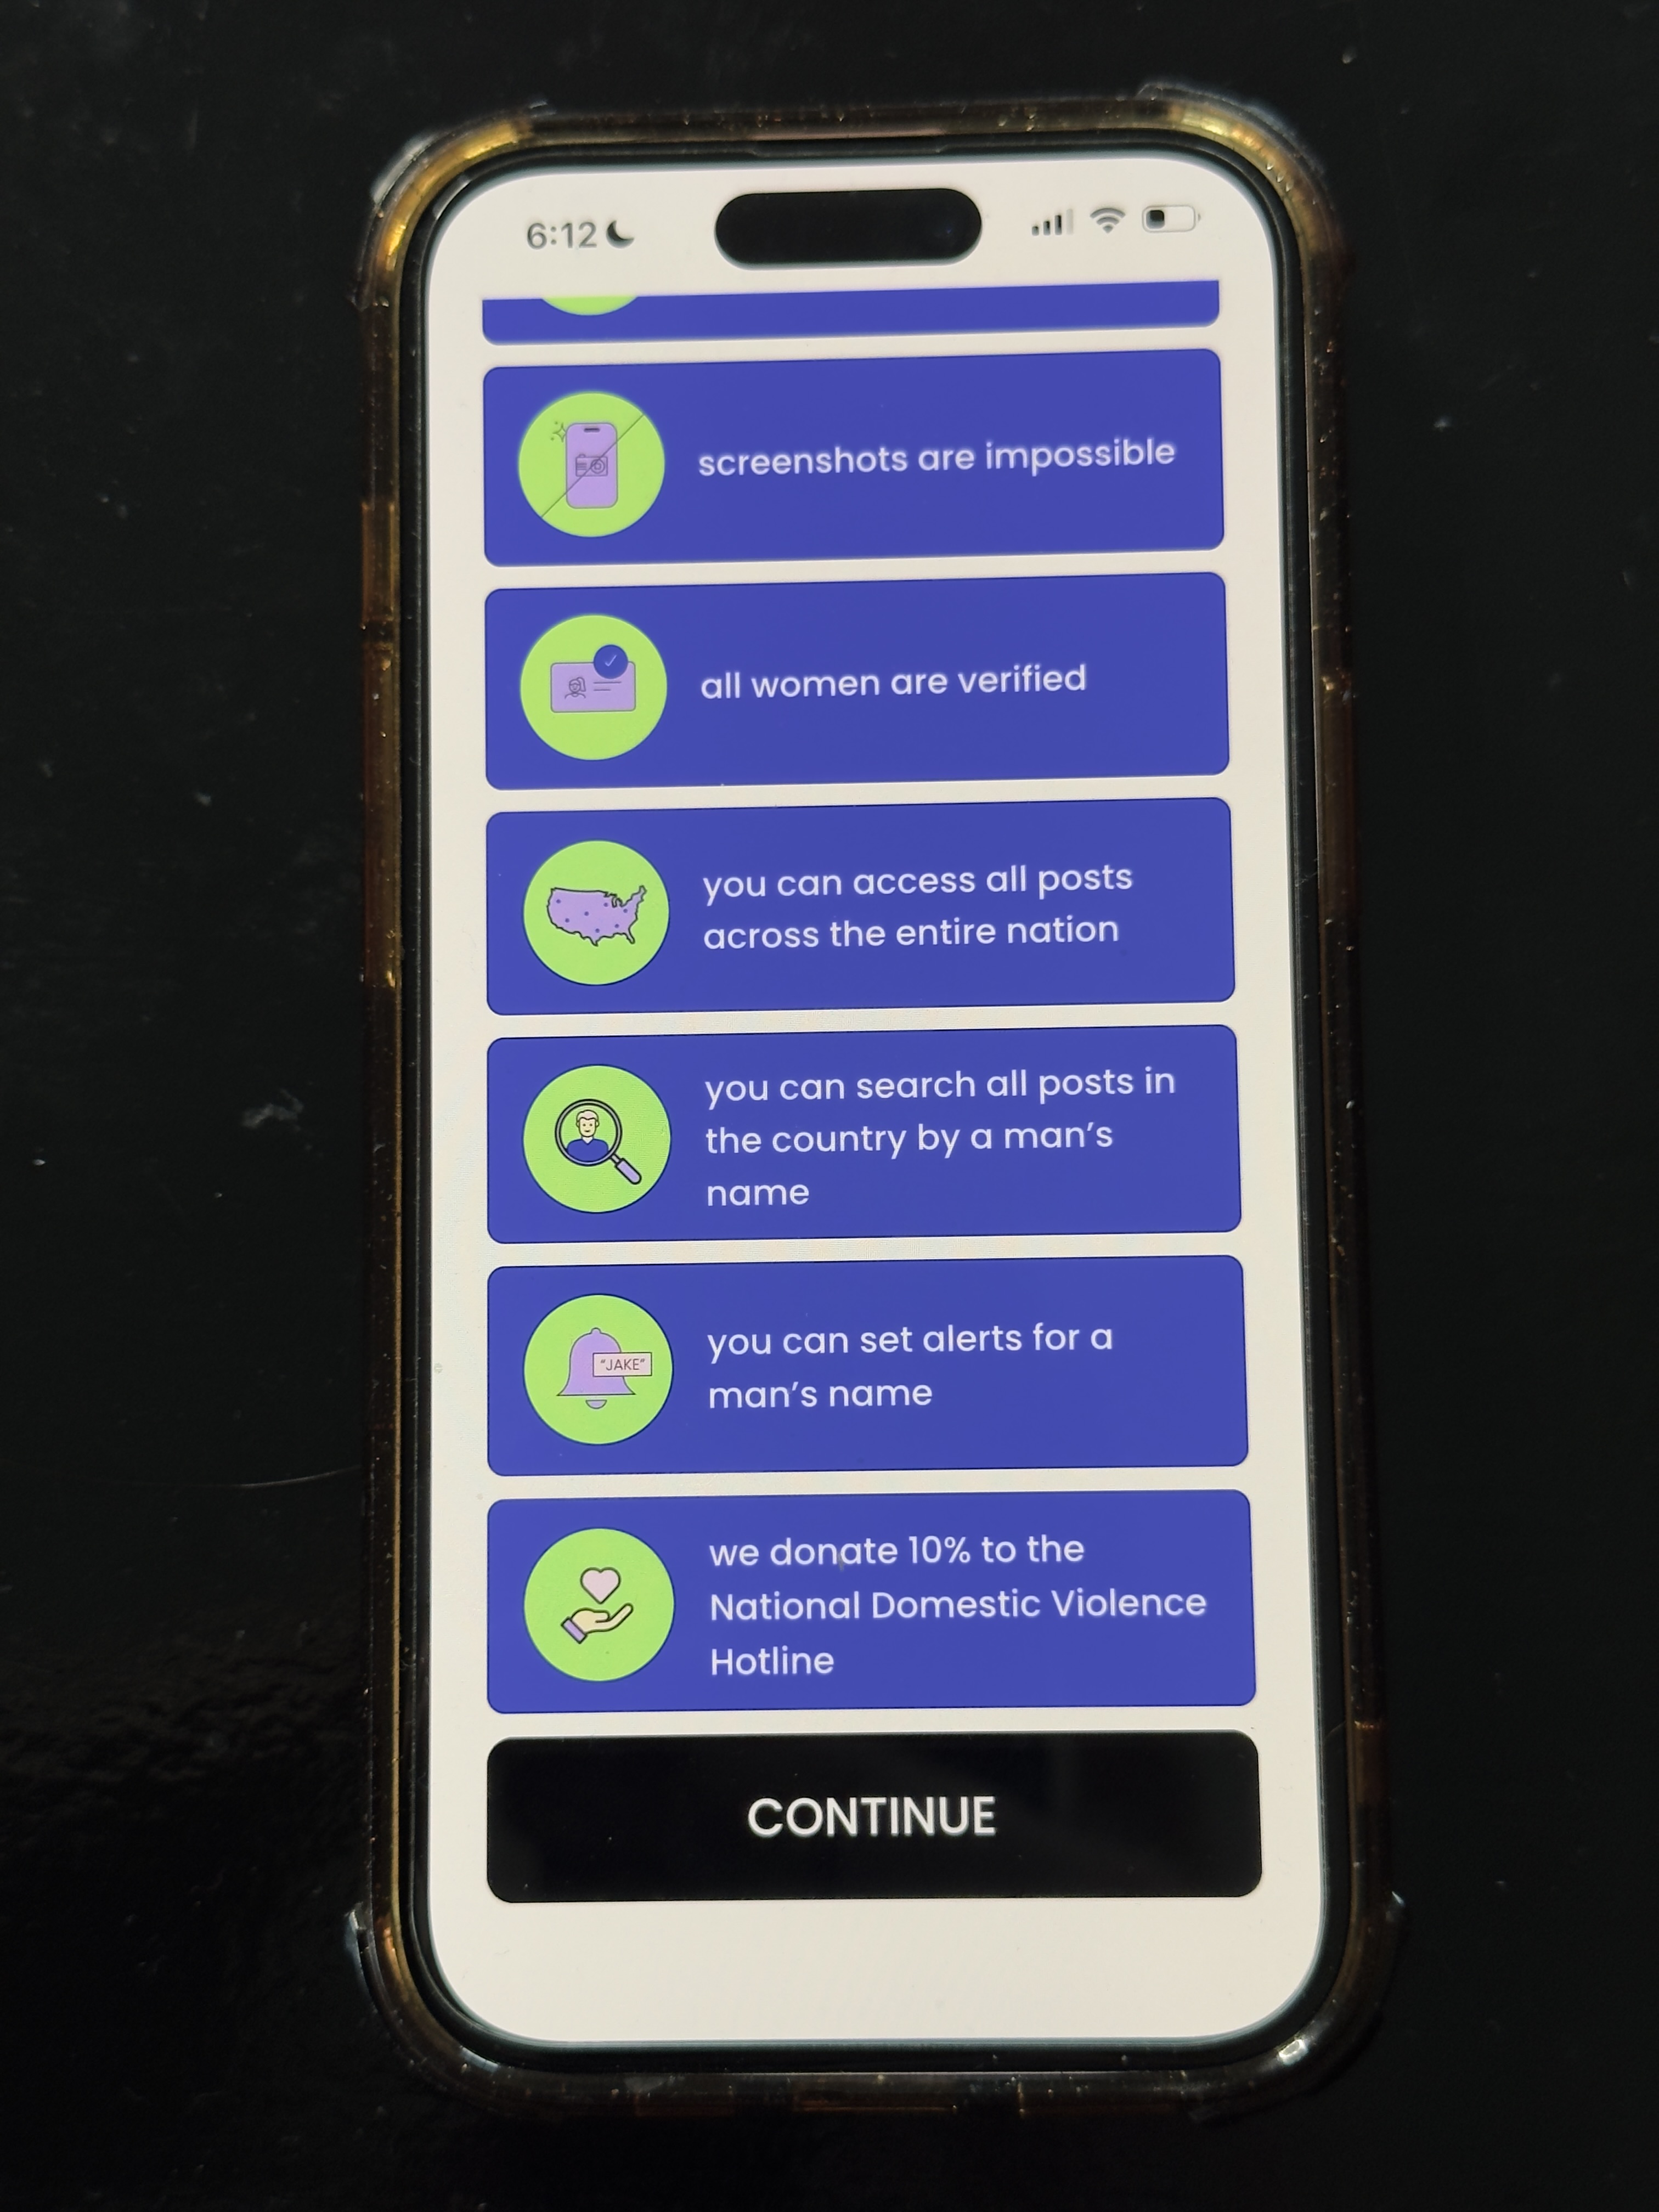 6:12
screenshots are impossible
all women are verified
you can access all posts
across the entire nation
you can search all posts in
the country by a man’s
name
"JAKE"
you can set alerts for a
man’s name
we donate 10% to the
National Domestic Violence
Hotline
CONTINUE